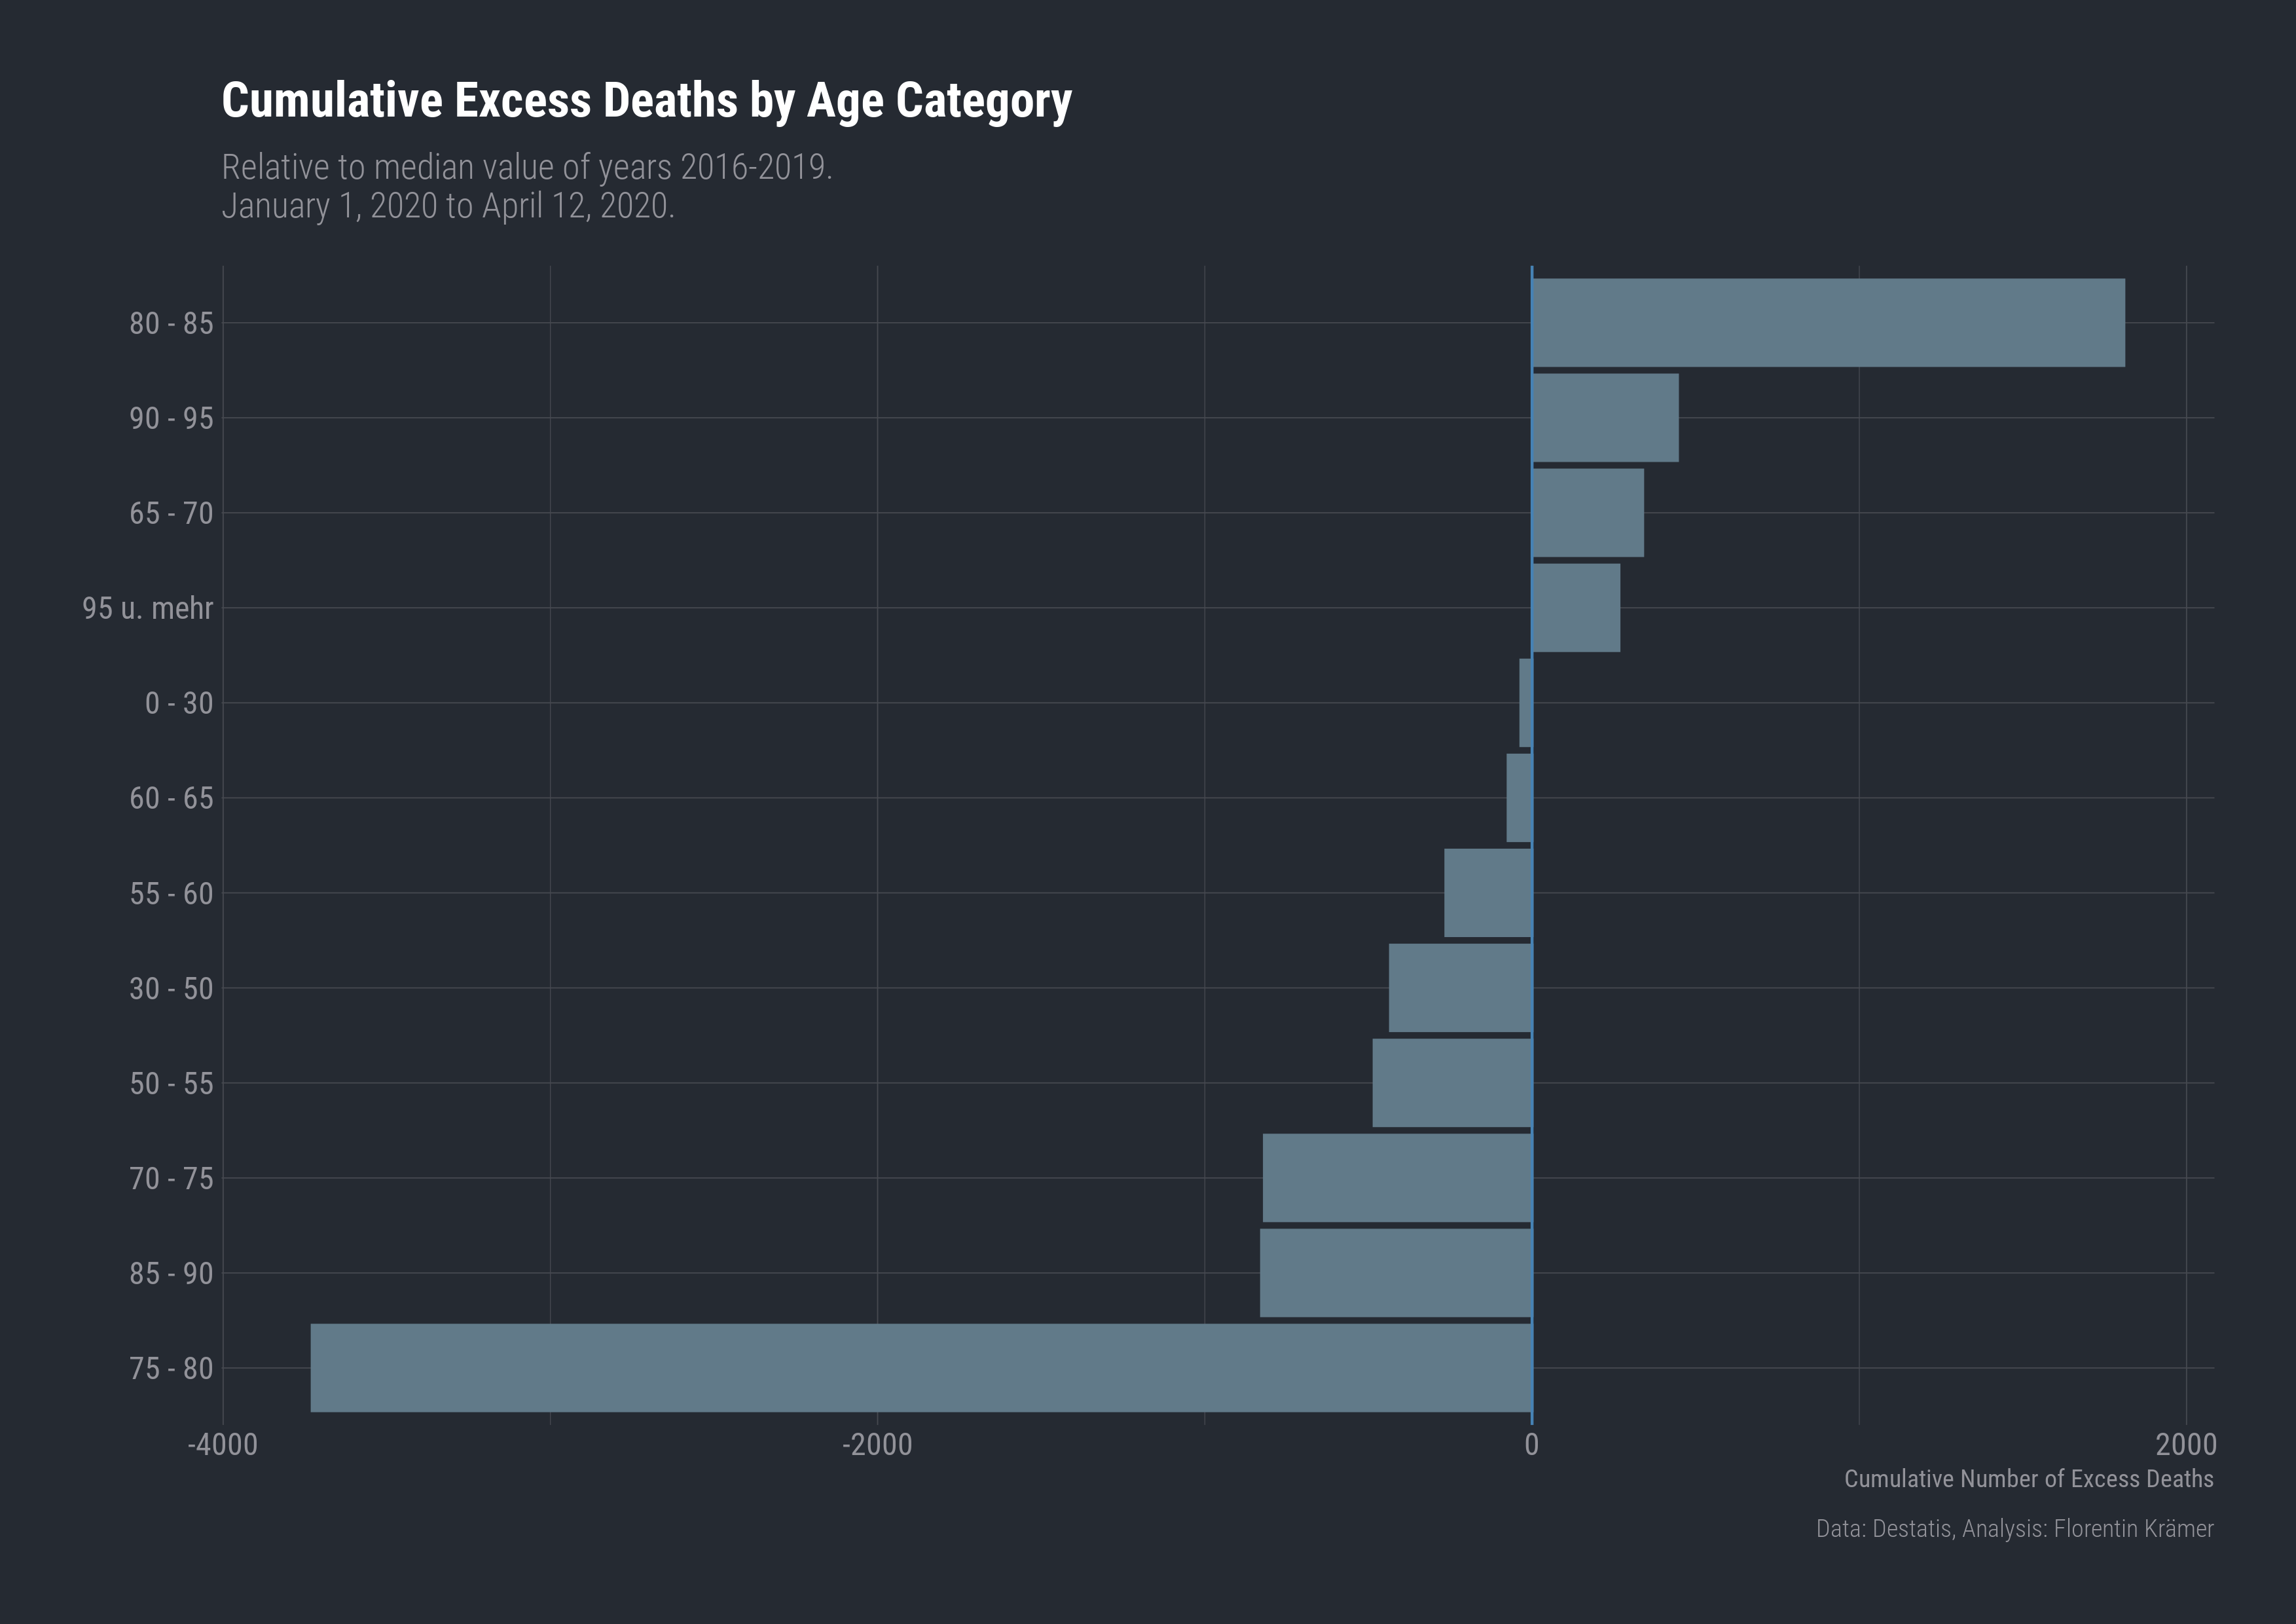 Cumulative Excess Deaths by Age Category
Relative to median value of years 2016-2019.
January 1, 2020 to April 12, 2020.
80 - 85
90 - 95
65 - 70
95 u. mehr
0 - 30
60 - 65
55 - 60
30 - 50
50 - 55
70 - 75
85 - 90
75 - 80
-4000 -2000 0 2000
Cumulative Number of Excess Deaths
Data: Destatis, Analysis: Florentin Krämer